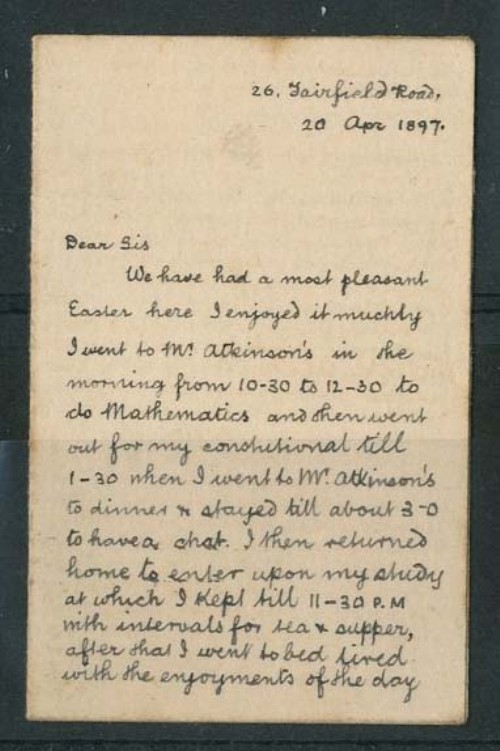 26, Fairfield Road,
20 Apr 1897.
Dear Sis
We have had a most pleasant
Easter here I enjoyed it muchly
I went to Mr. Atkinson's in the
morning from 10-30 to 12-30 to
do Mathematics and then went
out for my constutional till
1-30 when I went to Mr. Atkinson's
to dinner & stayed till about 3-0
to have a chat. I then returned
home to enter upon my study
at which I kept till 11-30 P.M
with intervals for tea & supper,
after that I went to bed tired
with the enjoyments of the day